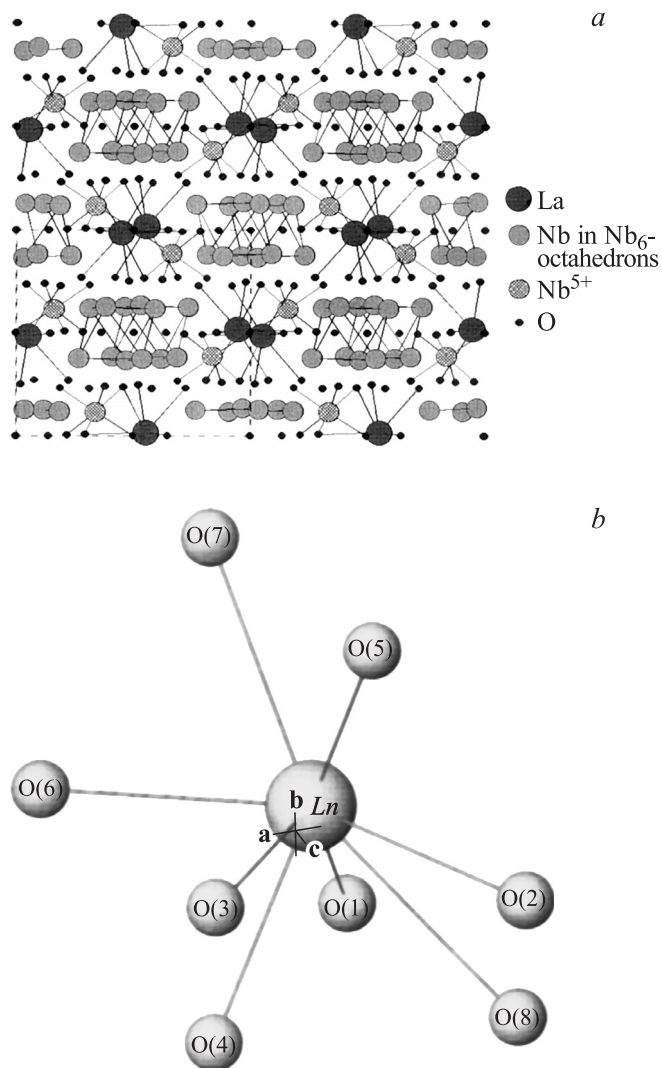 a
La
Nb in Nb6-
octahedrons
Nb5+
O
b
O(7)
O(5)
O(6)
b Ln
a
c
O(3)
O(1)
O(2)
O(4)
O(8)